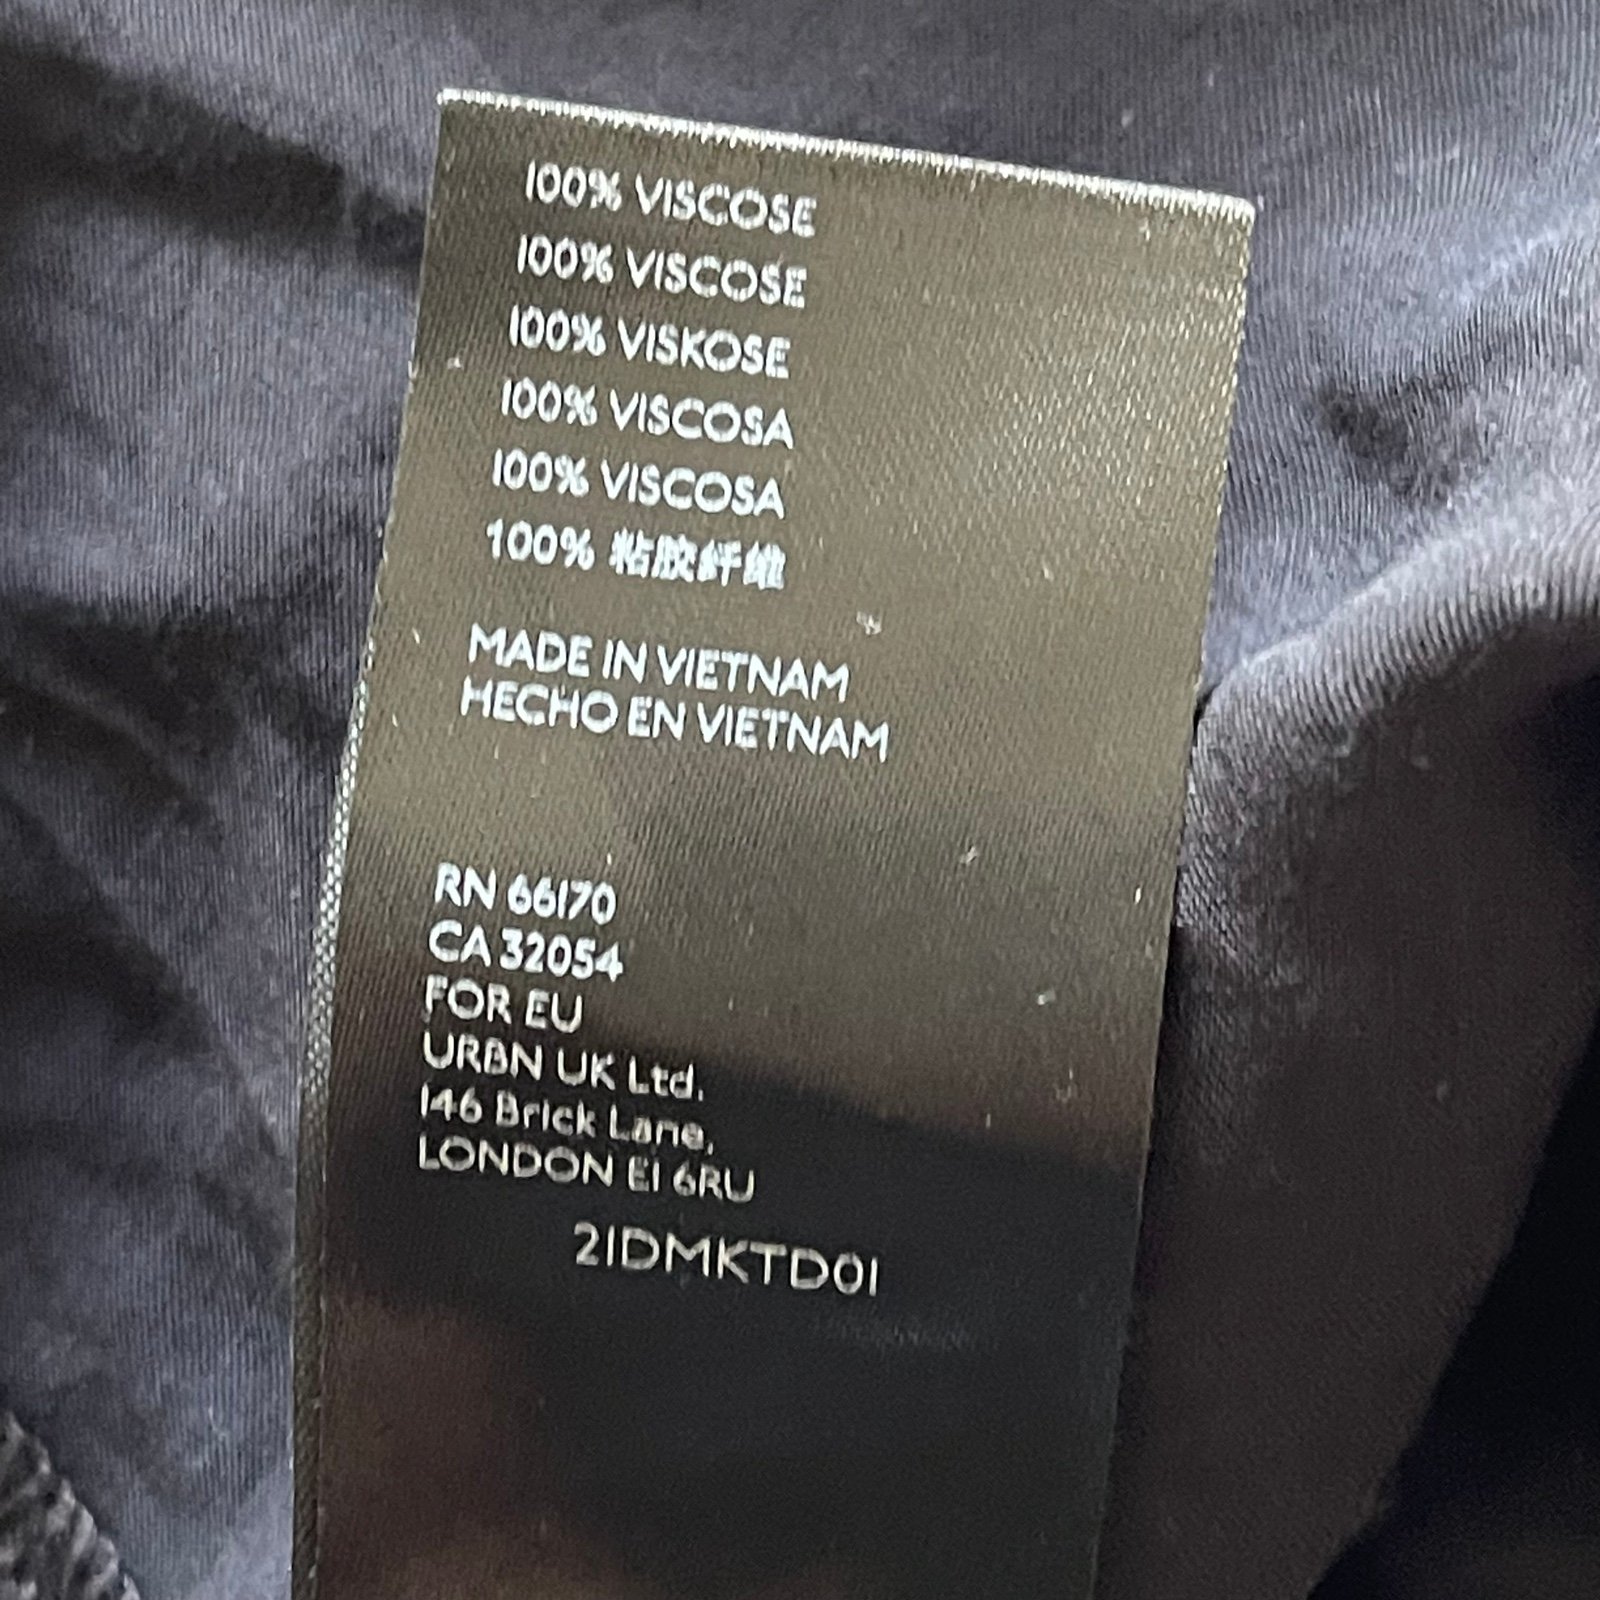 100% VISCOSE
100% VISCOSE
100% VISKOSE
100% VISCOSA
100% VISCOSA
100% 粘胶纤维
MADE IN VIETNAM
HECHO EN VIETNAM
RN 66170
CA 32054
FOR EU
URBN UK Ltd.
146 Brick Lane,
LONDON E1 6RU
21DMKTD01